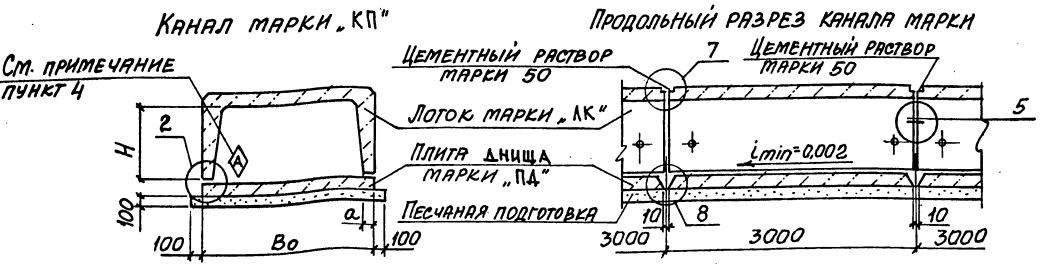 КАНАЛ МАРКИ „КП"
ПРОДОЛЬНЫЙ РАЗРЕЗ КАНАЛА МАРКИ
СМ. ПРИМЕЧАНИЕ
ПУНКТ 4
ЦЕМЕНТНЫЙ РАСТВОР
МАРКИ 50
7
ЦЕМЕНТНЫЙ РАСТВОР
МАРКИ 50
ЛОТОК МАРКИ „ЛК"
5
2
Н
А
ПЛИТА ДНИЩА
МАРКИ „ПД"
imin=0,002
100
а
ПЕСЧАНАЯ ПОДГОТОВКА
10
8
10
100
Во
100
3000
3000
3000